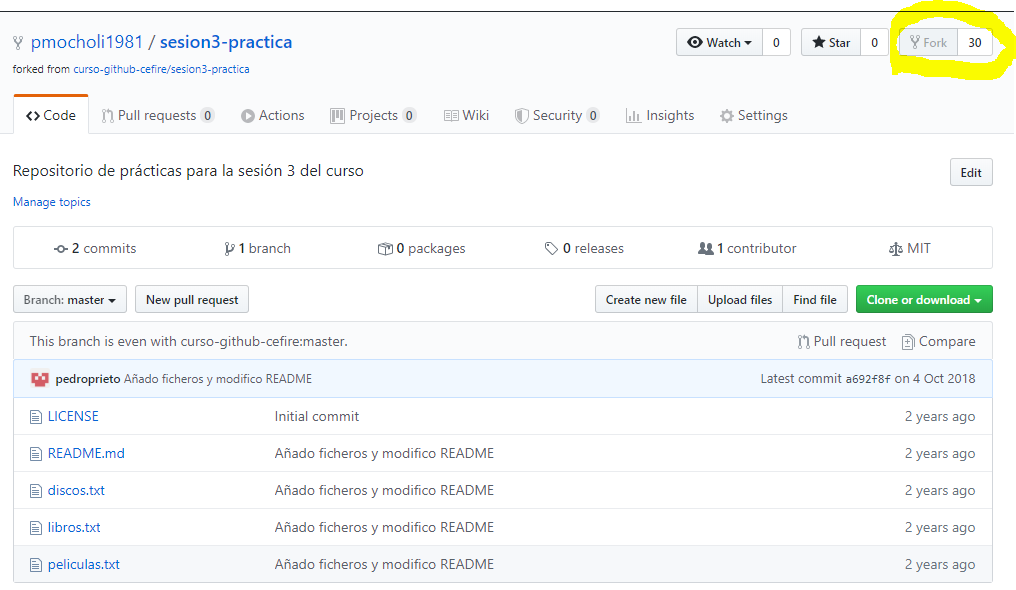 pmocholi1981 / sesion3-practica Watch 0 Star 0 Fork 30
forked from curso-github-cefire/sesion3-practica
Code Pull requests 0 Actions Projects 0 Wiki Security 0 Insights Settings
Repositorio de prácticas para la sesión 3 del curso Edit
Manage topics
2 commits 1 branch 0 packages 0 releases 1 contributor MIT
Branch: master New pull request Create new file Upload files Find file Clone or download
This branch is even with curso-github-cefire:master. Pull request Compare
pedroprieto Añado ficheros y modifico README Latest commit a692f8f on 4 Oct 2018
LICENSE Initial commit 2 years ago
README.md Añado ficheros y modifico README 2 years ago
discos.txt Añado ficheros y modifico README 2 years ago
libros.txt Añado ficheros y modifico README 2 years ago
peliculas.txt Añado ficheros y modifico README 2 years ago